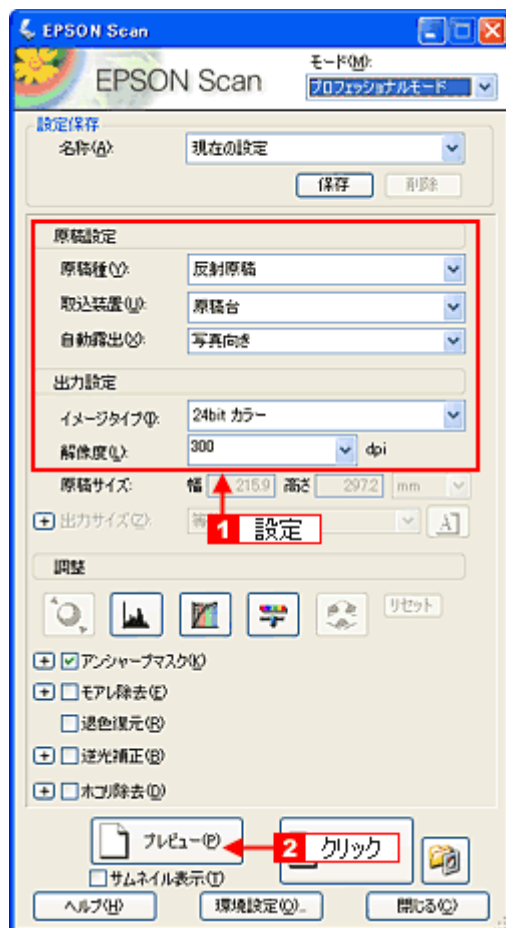 EPSON Scan
EPSON Scan
モード(M):
プロフェッショナルモード
設定保存
名称(A):
現在の設定
保存
削除
原稿設定
原稿種(Y):
反射原稿
取込装置(U):
原稿台
自動露出(X):
写真向き
出力設定
イメージタイプ(I):
24bit カラー
解像度(L):
300
dpi
原稿サイズ:
幅
215.9
高さ
297.2
mm
出力サイズ(Z):
1 設定
調整
リセット
アンシャープマスク(K)
モアレ除去(E)
退色復元(R)
逆光補正(B)
ホコリ除去(D)
プレビュー(P)
2 クリック
サムネイル表示(T)
ヘルプ(H)
環境設定(O)...
閉じる(C)